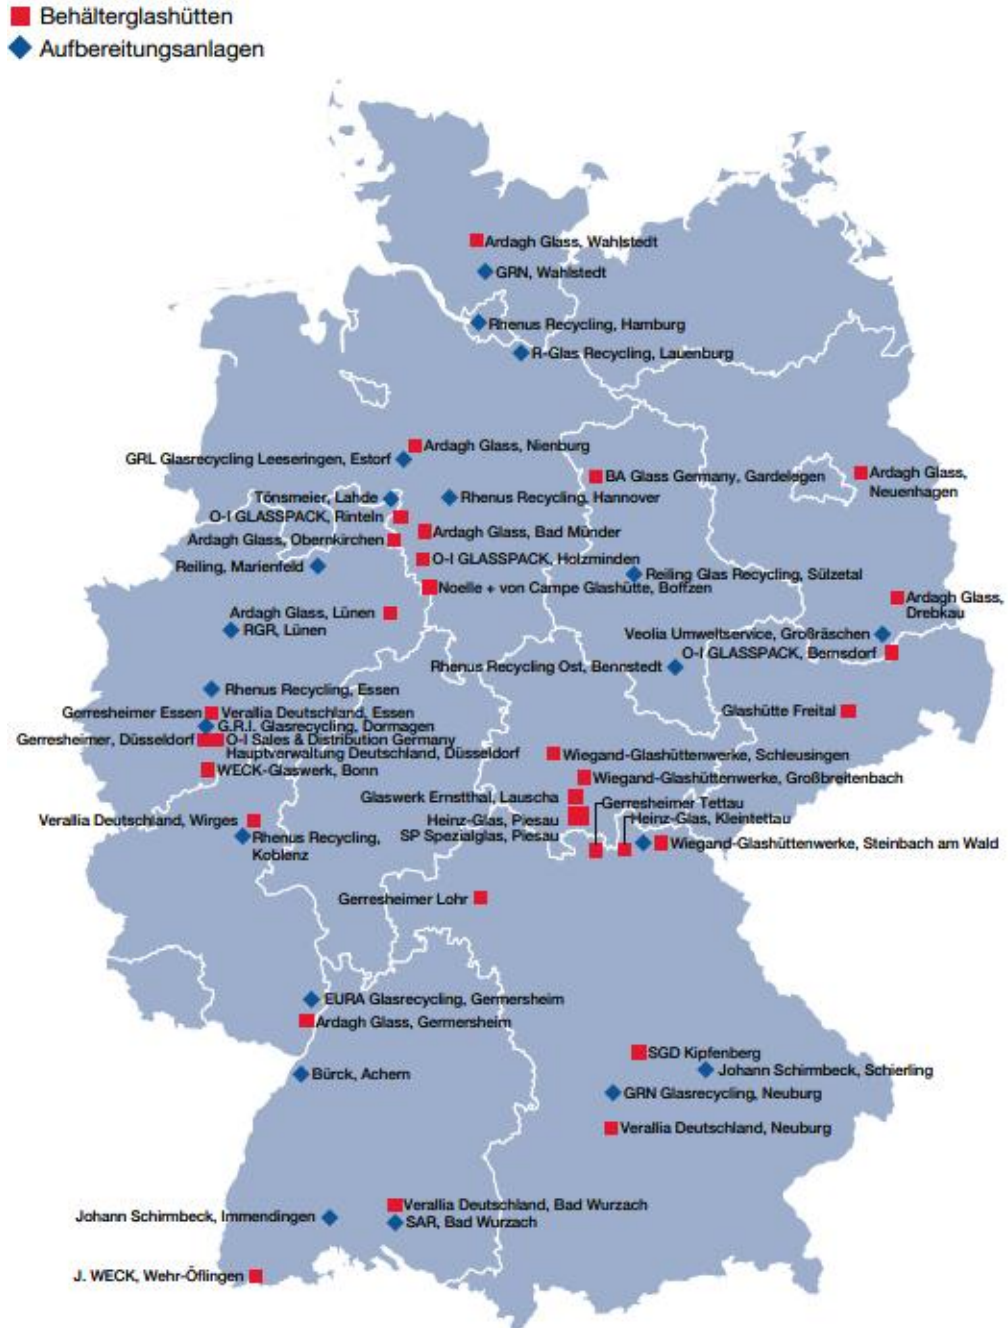 Behälterglashütten
Aufbereitungsanlagen
Ardagh Glass, Wahlstedt
GRN, Wahlstedt
Rhenus Recycling, Hamburg
R-Glas Recycling, Lauenburg
Ardagh Glass, Nienburg
GRL Glasrecycling Leeseringen, Estorf
BA Glass Germany, Gardelegen
Ardagh Glass,
Neuenhagen
Tönsmeier, Lahde
Rhenus Recycling, Hannover
O-I GLASSPACK, Rinteln
Ardagh Glass, Bad Münder
Ardagh Glass, Obernkirchen
O-I GLASSPACK, Holzminden
Reiling, Marienfeld
Reiling Glas Recycling, Sülzetal
Noelle + von Campe Glashütte, Boffzen
Ardagh Glass,
Drebkau
Ardagh Glass, Lünen
RGR, Lünen
Veolia Umweltservice, Großräschen
O-I GLASSPACK, Bernsdorf
Rhenus Recycling Ost, Bennstedt
Rhenus Recycling, Essen
Gerresheimer Essen
Verallia Deutschland, Essen
Glashütte Freital
G.R.I. Glasrecycling, Dormagen
Gerresheimer, Düsseldorf
O-I Sales & Distribution Germany
Hauptverwaltung Deutschland, Düsseldorf
Wiegand-Glashüttenwerke, Schleusingen
WECK-Glaswerk, Bonn
Wiegand-Glashüttenwerke, Großbreitenbach
Glaswerk Ernstthal, Lauscha
Gerresheimer Tettau
Heinz-Glas, Piesau
Heinz-Glas, Kleintettau
Verallia Deutschland, Wirges
SP Spezialglas, Piesau
Rhenus Recycling,
Koblenz
Wiegand-Glashüttenwerke, Steinbach am Wald
Gerresheimer Lohr
EURA Glasrecycling, Germersheim
Ardagh Glass, Germersheim
SGD Kipfenberg
Johann Schirmbeck, Schierling
Bürck, Achern
GRN Glasrecycling, Neuburg
Verallia Deutschland, Neuburg
Verallia Deutschland, Bad Wurzach
Johann Schirmbeck, Immendingen
SAR, Bad Wurzach
J. WECK, Wehr-Öflingen